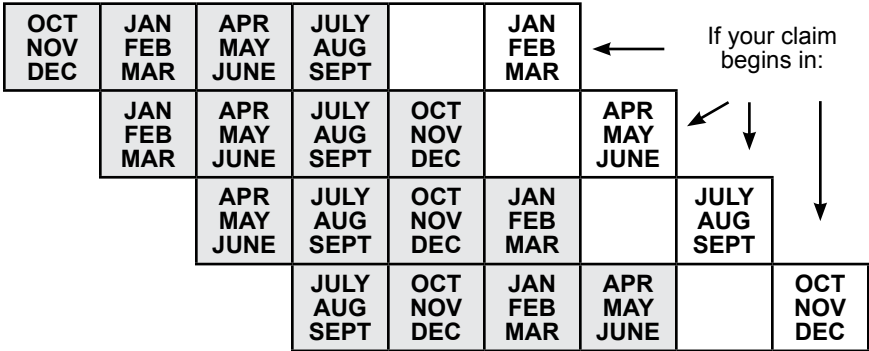 OCT JAN APR JULY JAN
NOV FEB MAY AUG FEB
DEC MAR JUNE SEPT MAR
If your claim
begins in:
JAN APR JULY OCT APR
FEB MAY AUG NOV MAY
MAR JUNE SEPT DEC JUNE
APR JULY OCT JAN JULY
MAY AUG NOV FEB AUG
JUNE SEPT DEC MAR SEPT
JULY OCT JAN APR OCT
AUG NOV FEB MAY NOV
SEPT DEC MAR JUNE DEC